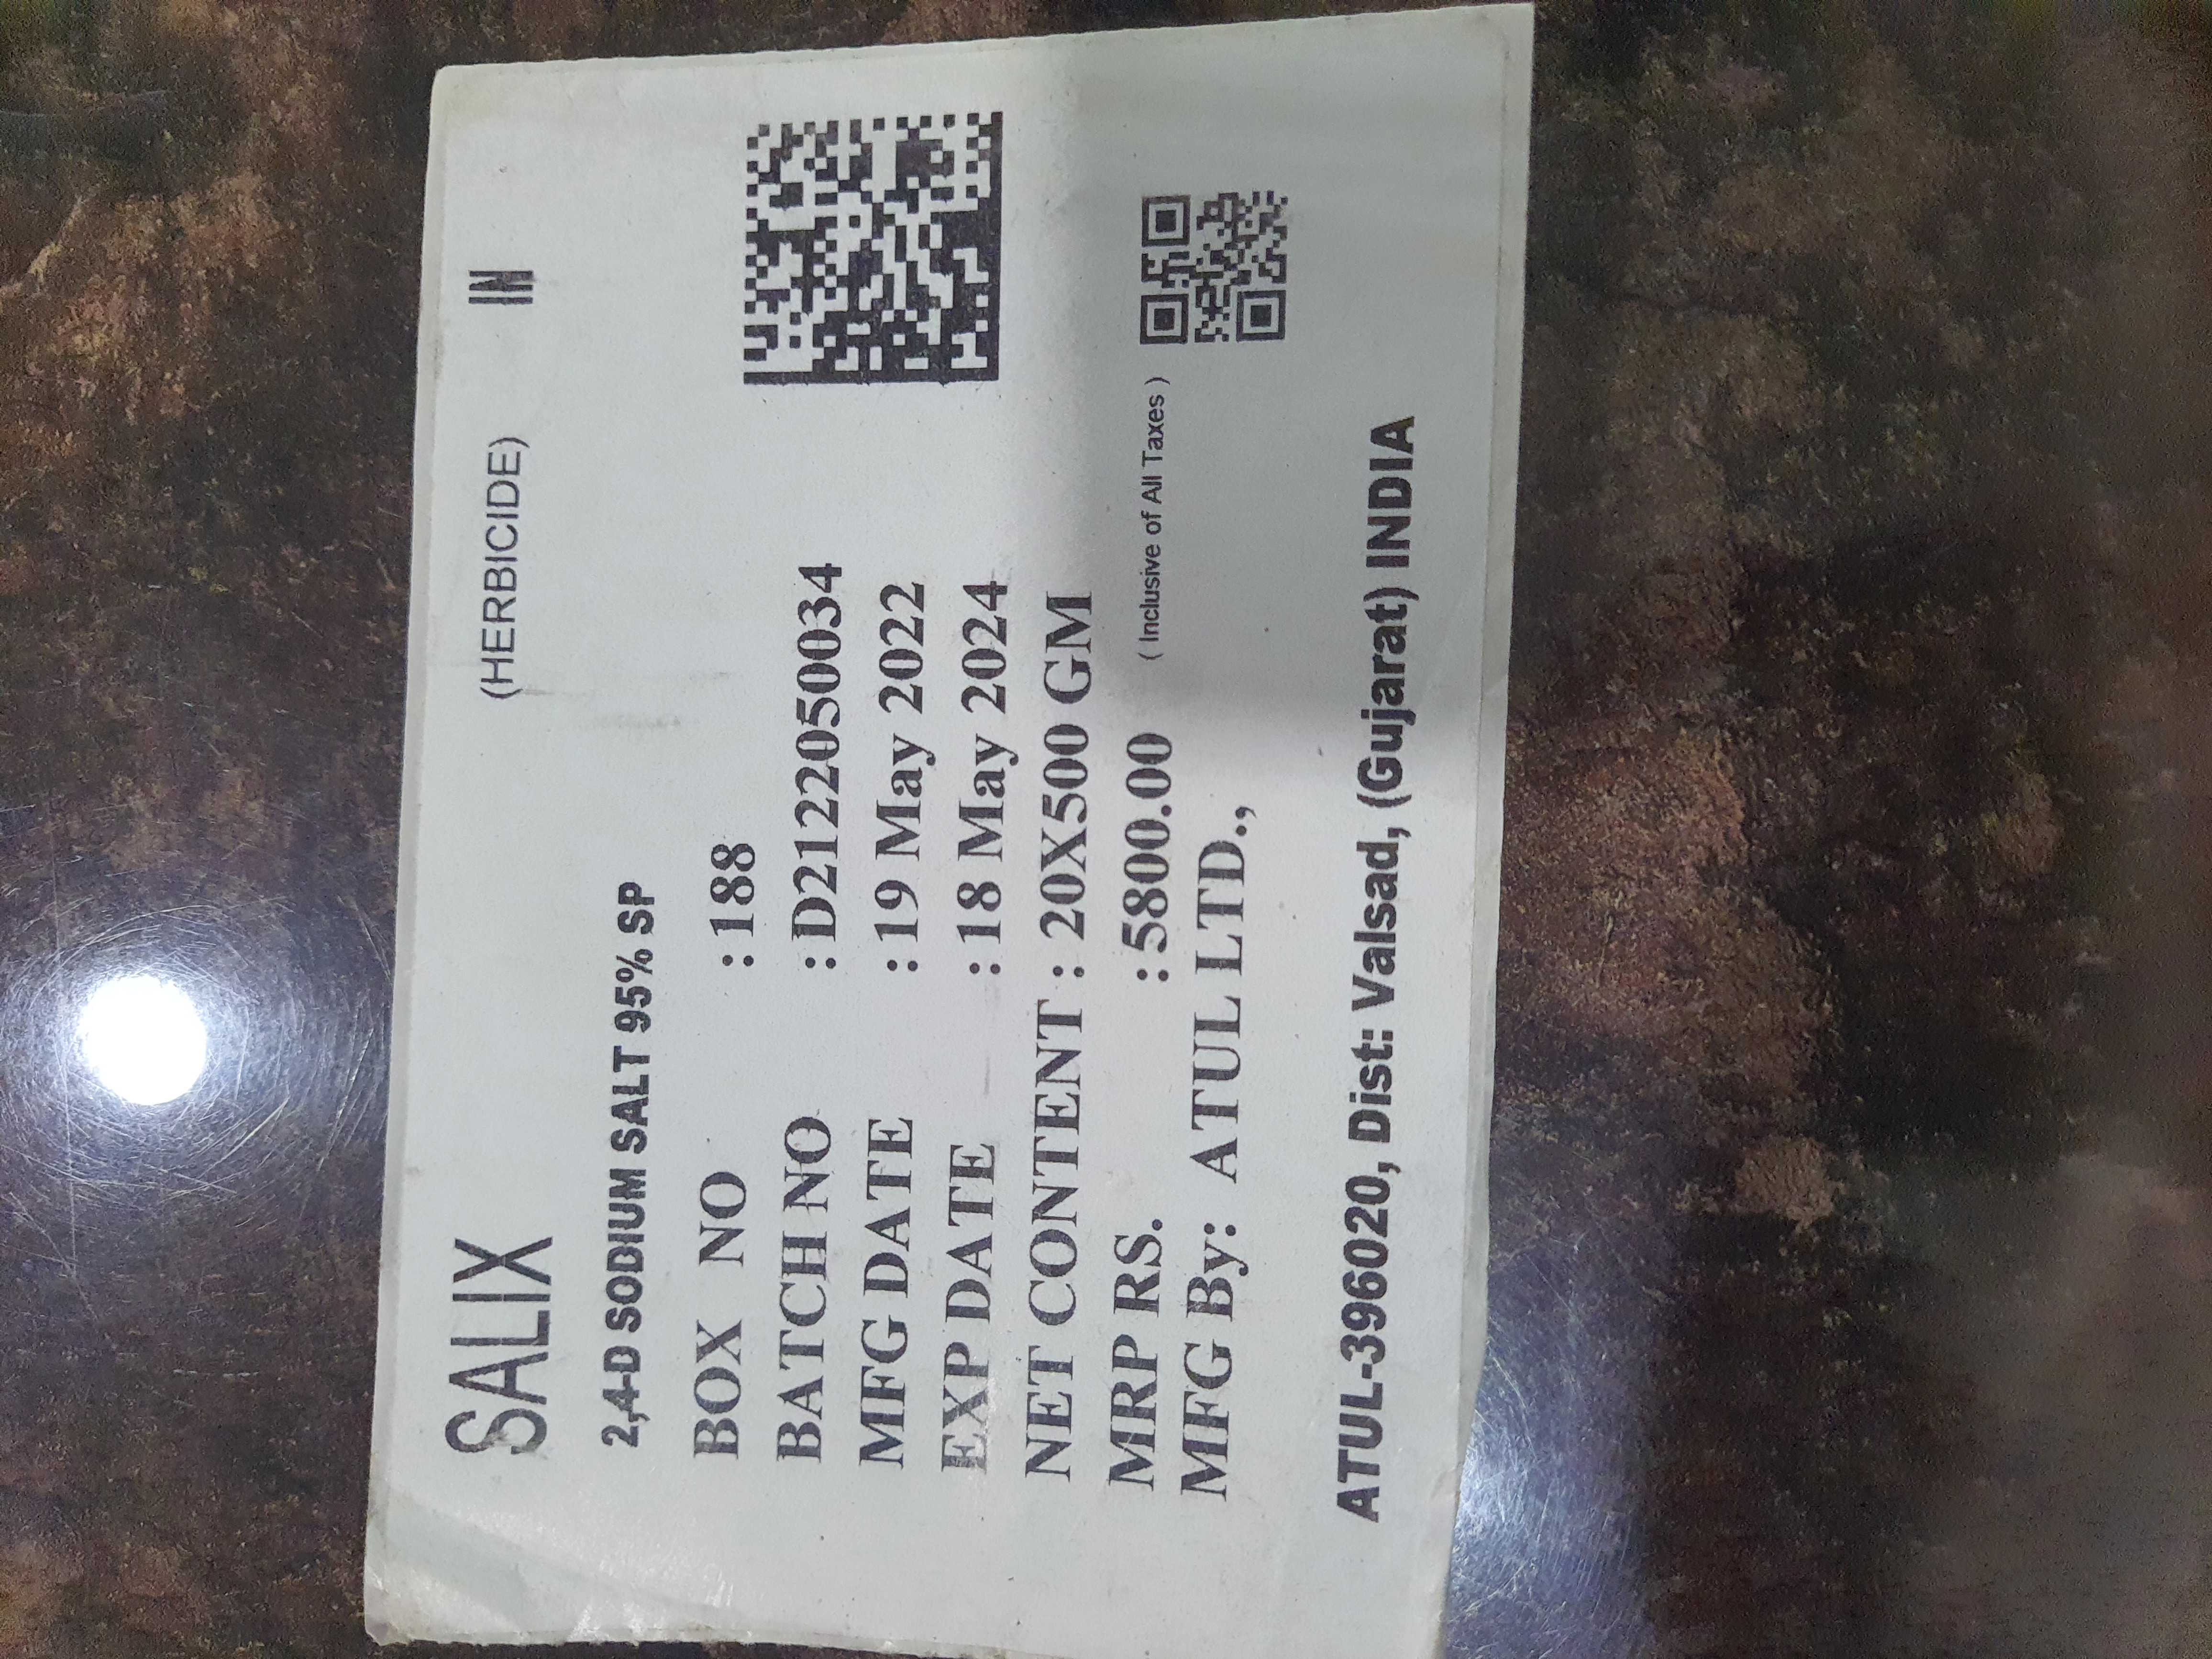 SALIX (HERBICIDE) IN
2,4-D SODIUM SALT 95% SP
BOX NO : 188
BATCH NO : D2122050034
MFG DATE : 19 May 2022
EXP DATE : 18 May 2024
NET CONTENT : 20X500 GM
MRP RS. : 5800.00 ( Inclusive of All Taxes )
MFG By: ATUL LTD.,
ATUL-396020, Dist: Valsad, (Gujarat) INDIA